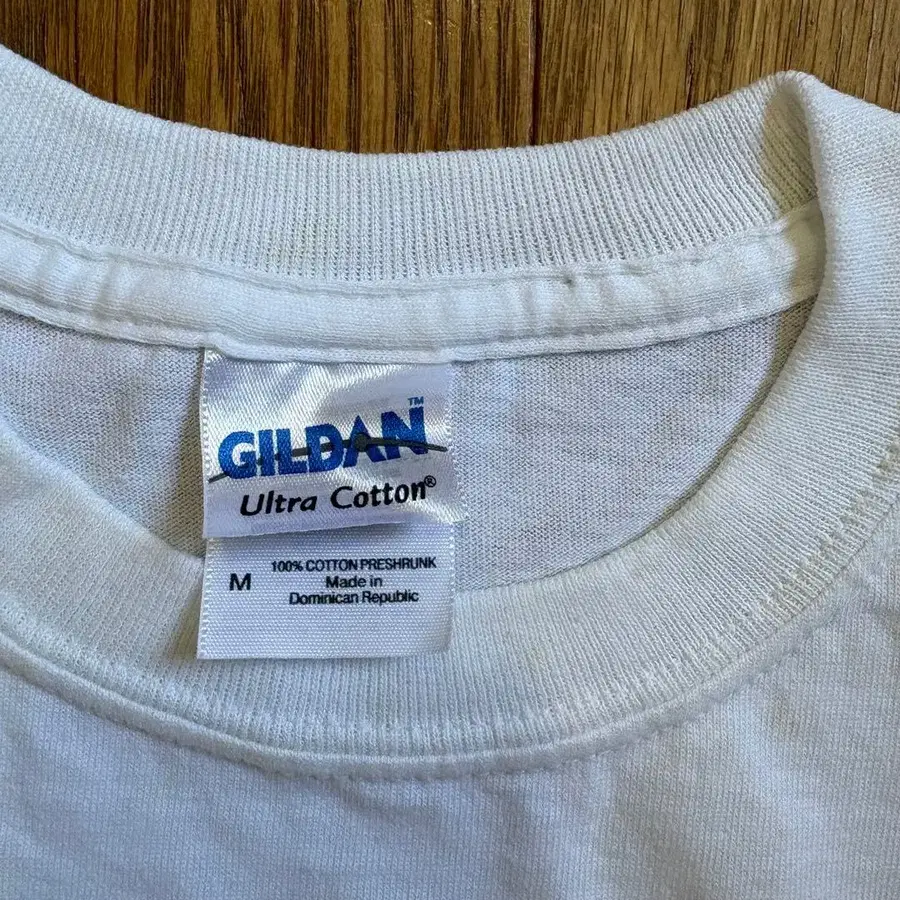 GILDAN™
Ultra Cotton®
M
100% COTTON PRESHRUNK
Made in
Dominican Republic